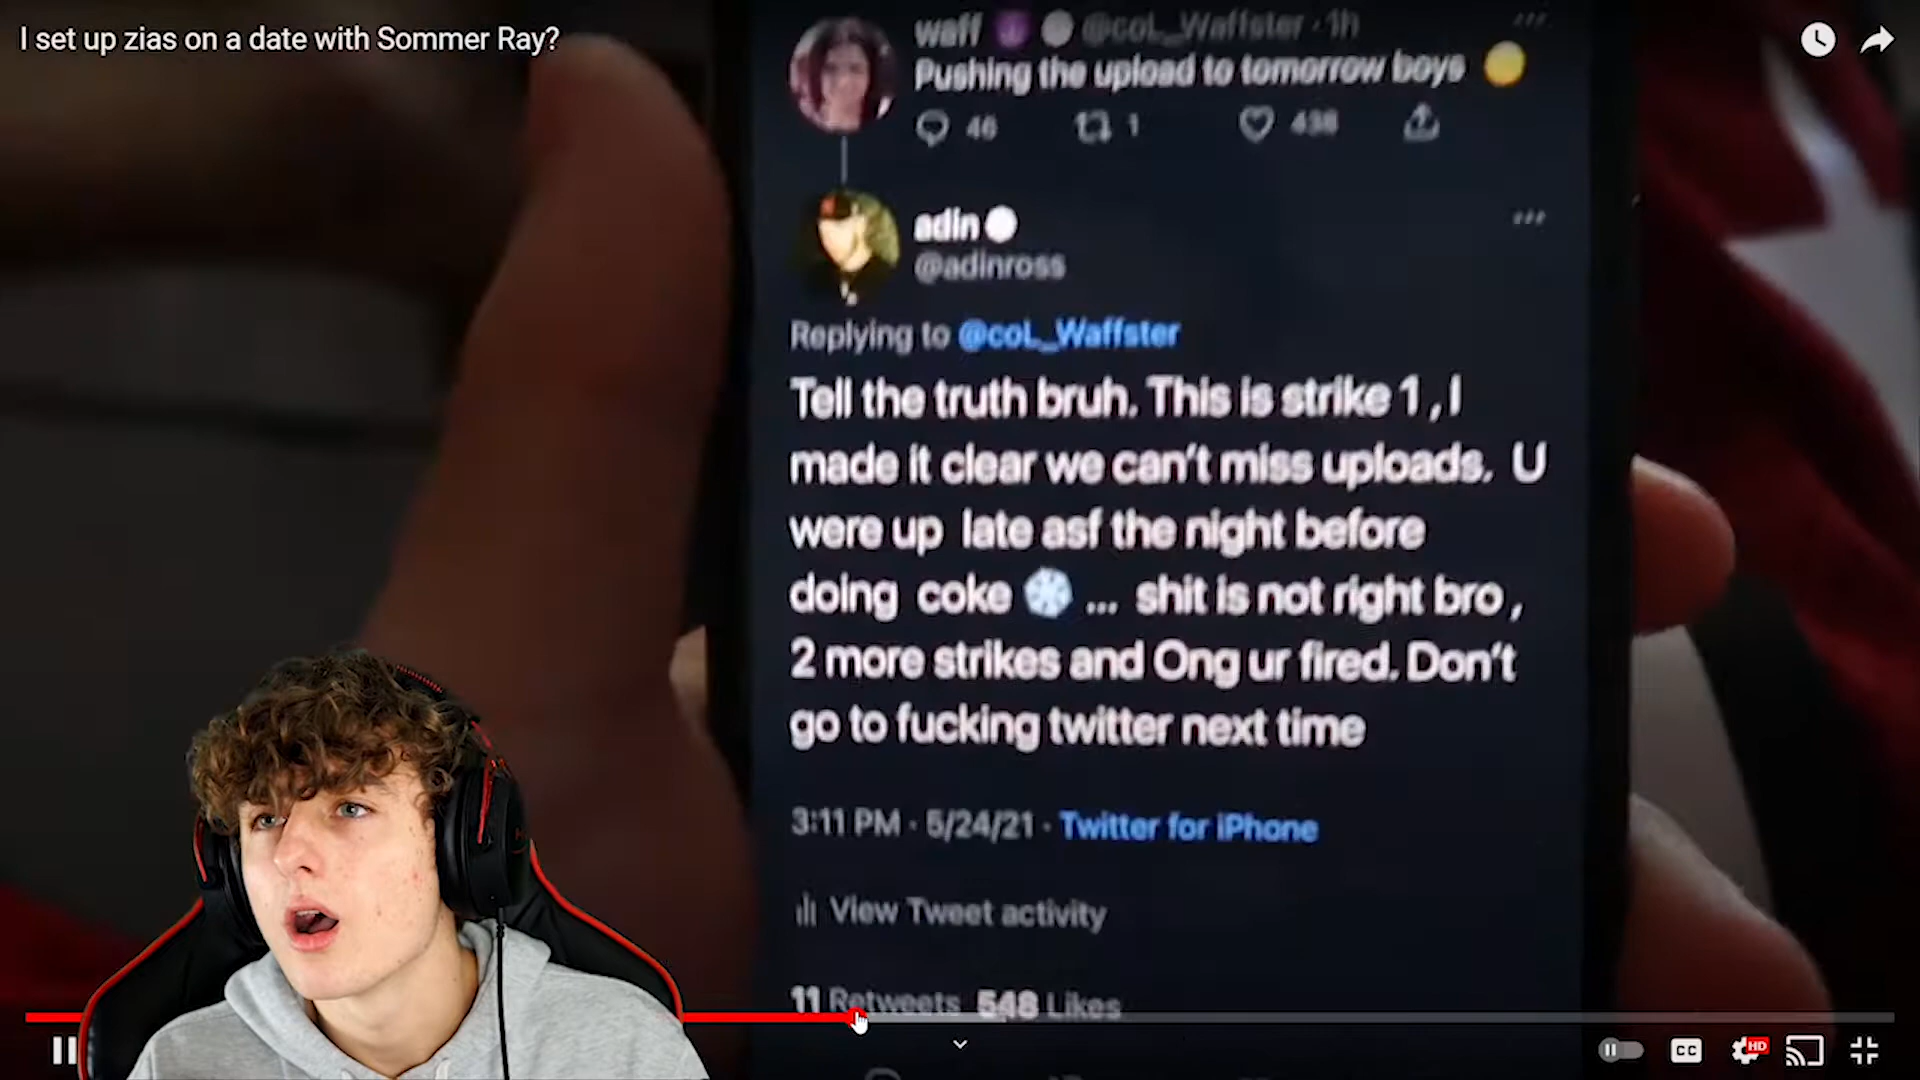 I set up zias on a date with Sommer Ray?
waff @coL_Waffster · 1h
Pushing the upload to tomorrow boys
46 1 438
adin
@adinross
Replying to @coL_Waffster
Tell the truth bruh. This is strike 1 , I
made it clear we can't miss uploads. U
were up late asf the night before
doing coke ❄️ ... shit is not right bro ,
2 more strikes and Ong ur fired. Don't
go to fucking twitter next time
3:11 PM · 5/24/21 · Twitter for iPhone
View Tweet activity
11 Retweets 548 Likes
CC HD